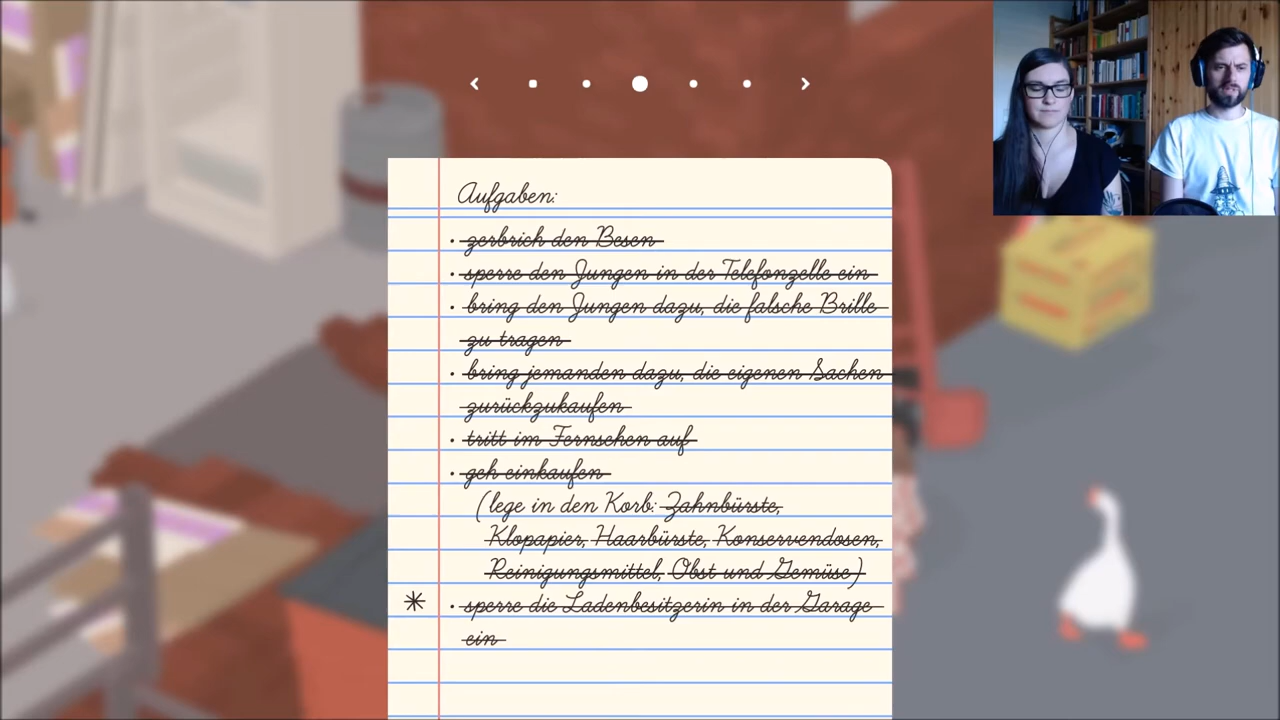 Aufgaben:
· zerbrich den Besen
· sperre den Jungen in der Telefonzelle ein
· bring den Jungen dazu, die falsche Brille
zu tragen
· bring jemanden dazu, die eigenen Sachen
zurückzukaufen
· tritt im Fernsehen auf
· geh einkaufen
(lege in den Korb: Zahnbürste,
Klopapier, Haarbürste, Konservendosen,
Reinigungsmittel, Obst und Gemüse)
· sperre die Ladenbesitzerin in der Garage
ein